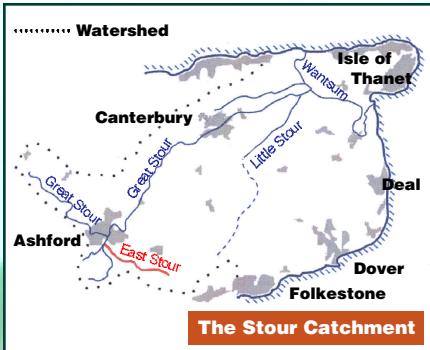 Watershed
Isle of
Thanet
Wantsum
Canterbury
Great Stour
Little Stour
Great Stour
Deal
Ashford
East Stour
Dover
Folkestone
The Stour Catchment